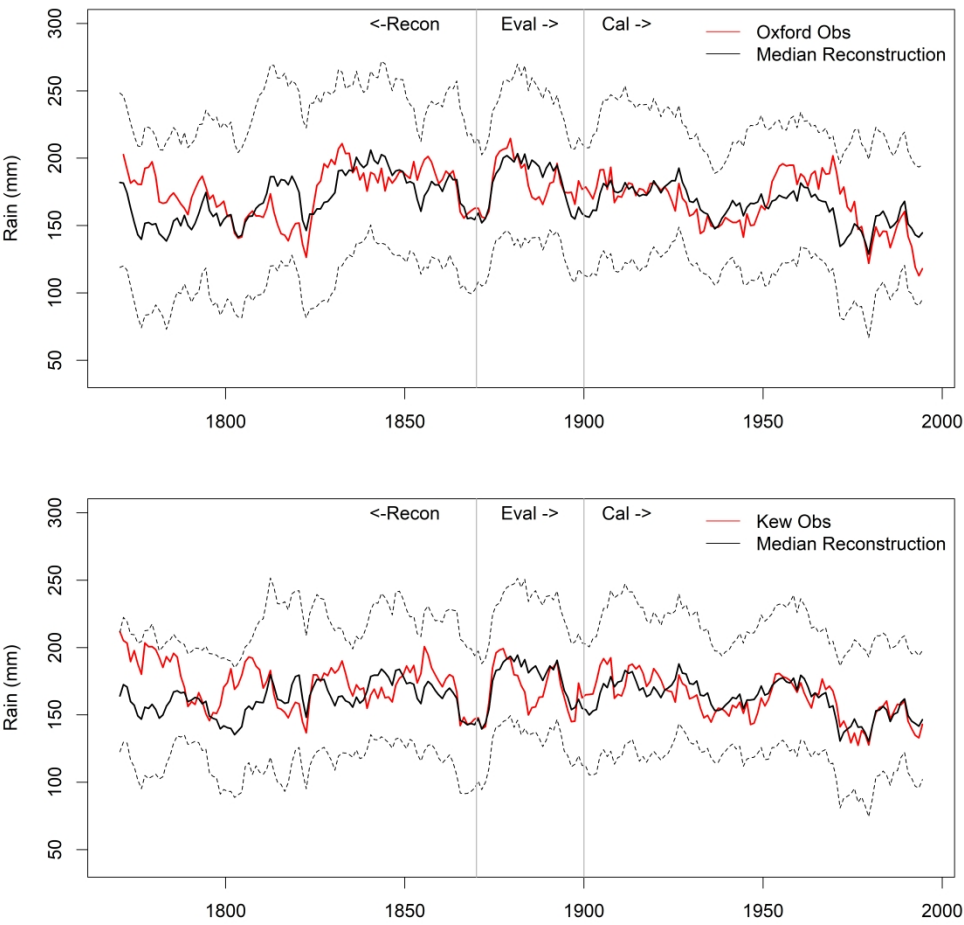 300
250
200
150
100
50
Rain (mm)
<-Recon
Eval ->
Cal ->
Oxford Obs
Median Reconstruction
1800
1850
1900
1950
2000
300
250
200
150
100
50
Rain (mm)
<-Recon
Eval ->
Cal ->
Kew Obs
Median Reconstruction
1800
1850
1900
1950
2000